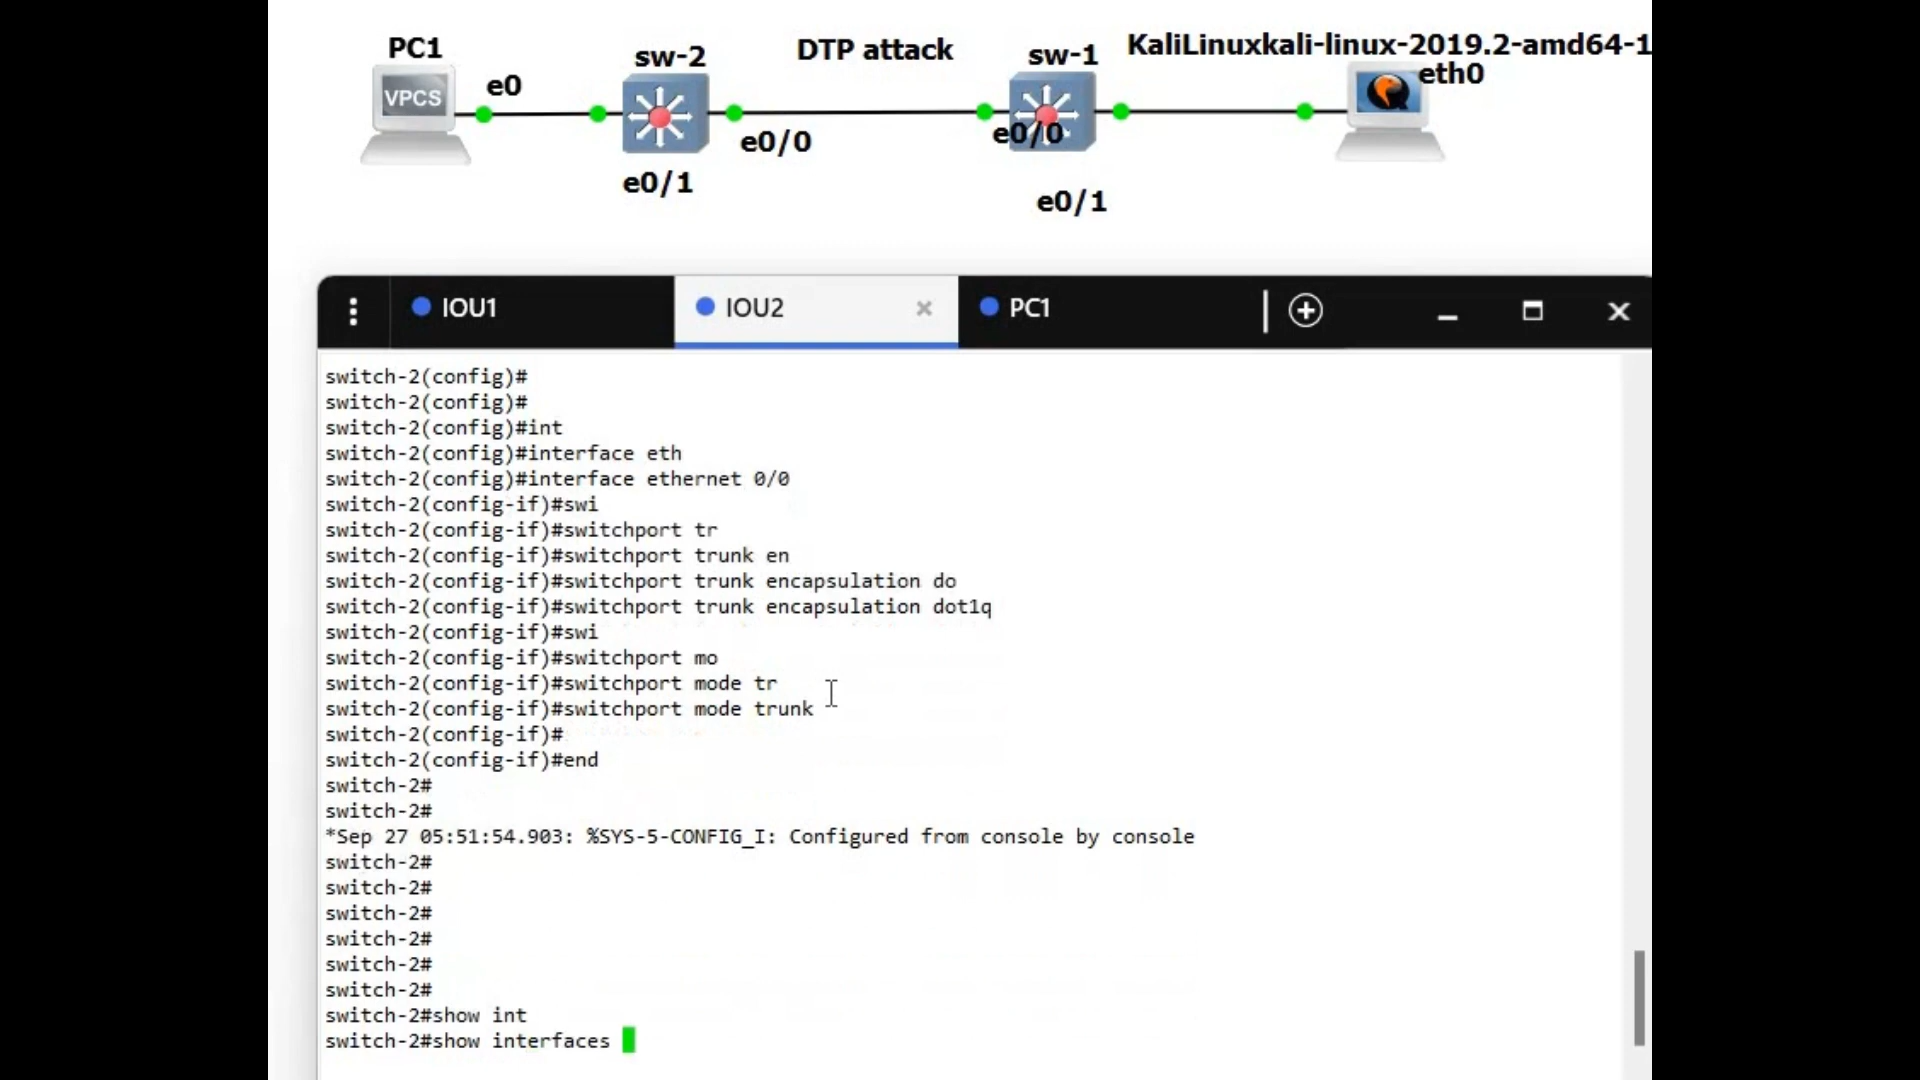 PC1
sw-2
DTP attack
sw-1
KaliLinuxkali-linux-2019.2-amd64-1
eth0
VPCS
e0
e0/0
e0/0
e0/1
e0/1
IOU1
IOU2
PC1
switch-2(config)#
switch-2(config)#
switch-2(config)#int
switch-2(config)#interface eth
switch-2(config)#interface ethernet 0/0
switch-2(config-if)#swi
switch-2(config-if)#switchport tr
switch-2(config-if)#switchport trunk en
switch-2(config-if)#switchport trunk encapsulation do
switch-2(config-if)#switchport trunk encapsulation dot1q
switch-2(config-if)#swi
switch-2(config-if)#switchport mo
switch-2(config-if)#switchport mode tr
switch-2(config-if)#switchport mode trunk
switch-2(config-if)#
switch-2(config-if)#end
switch-2#
switch-2#
*Sep 27 05:51:54.903: %SYS-5-CONFIG_I: Configured from console by console
switch-2#
switch-2#
switch-2#
switch-2#
switch-2#
switch-2#
switch-2#show int
switch-2#show interfaces